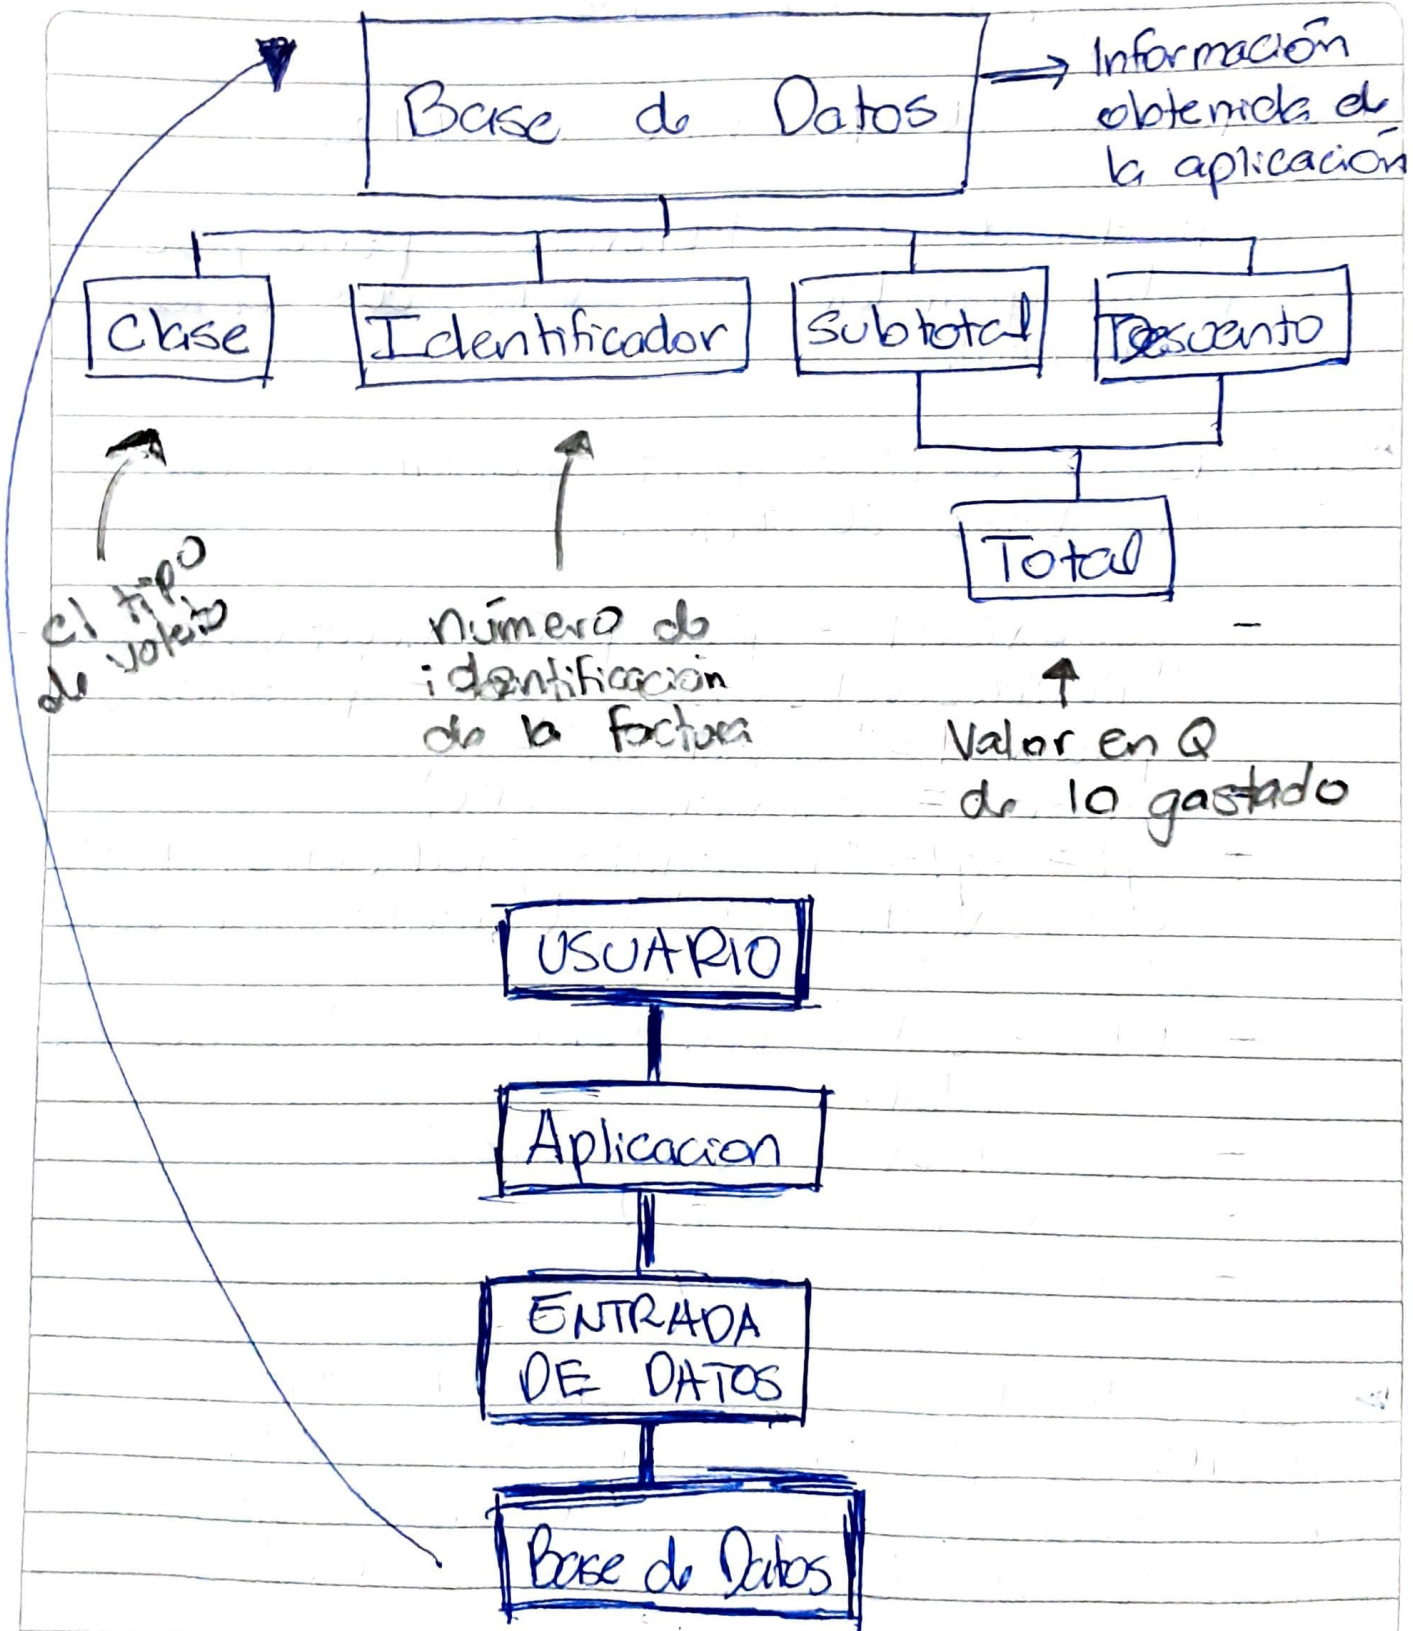 Base de Datos
Información
obtenida de
la aplicación
Clase
Identificador
Subtotal
Descuento
Total
el tipo
de
número de
identificación
de la factura
Valor en Q
de lo gastado
USUARIO
Aplicacion
ENTRADA
DE DATOS
Base de Datos